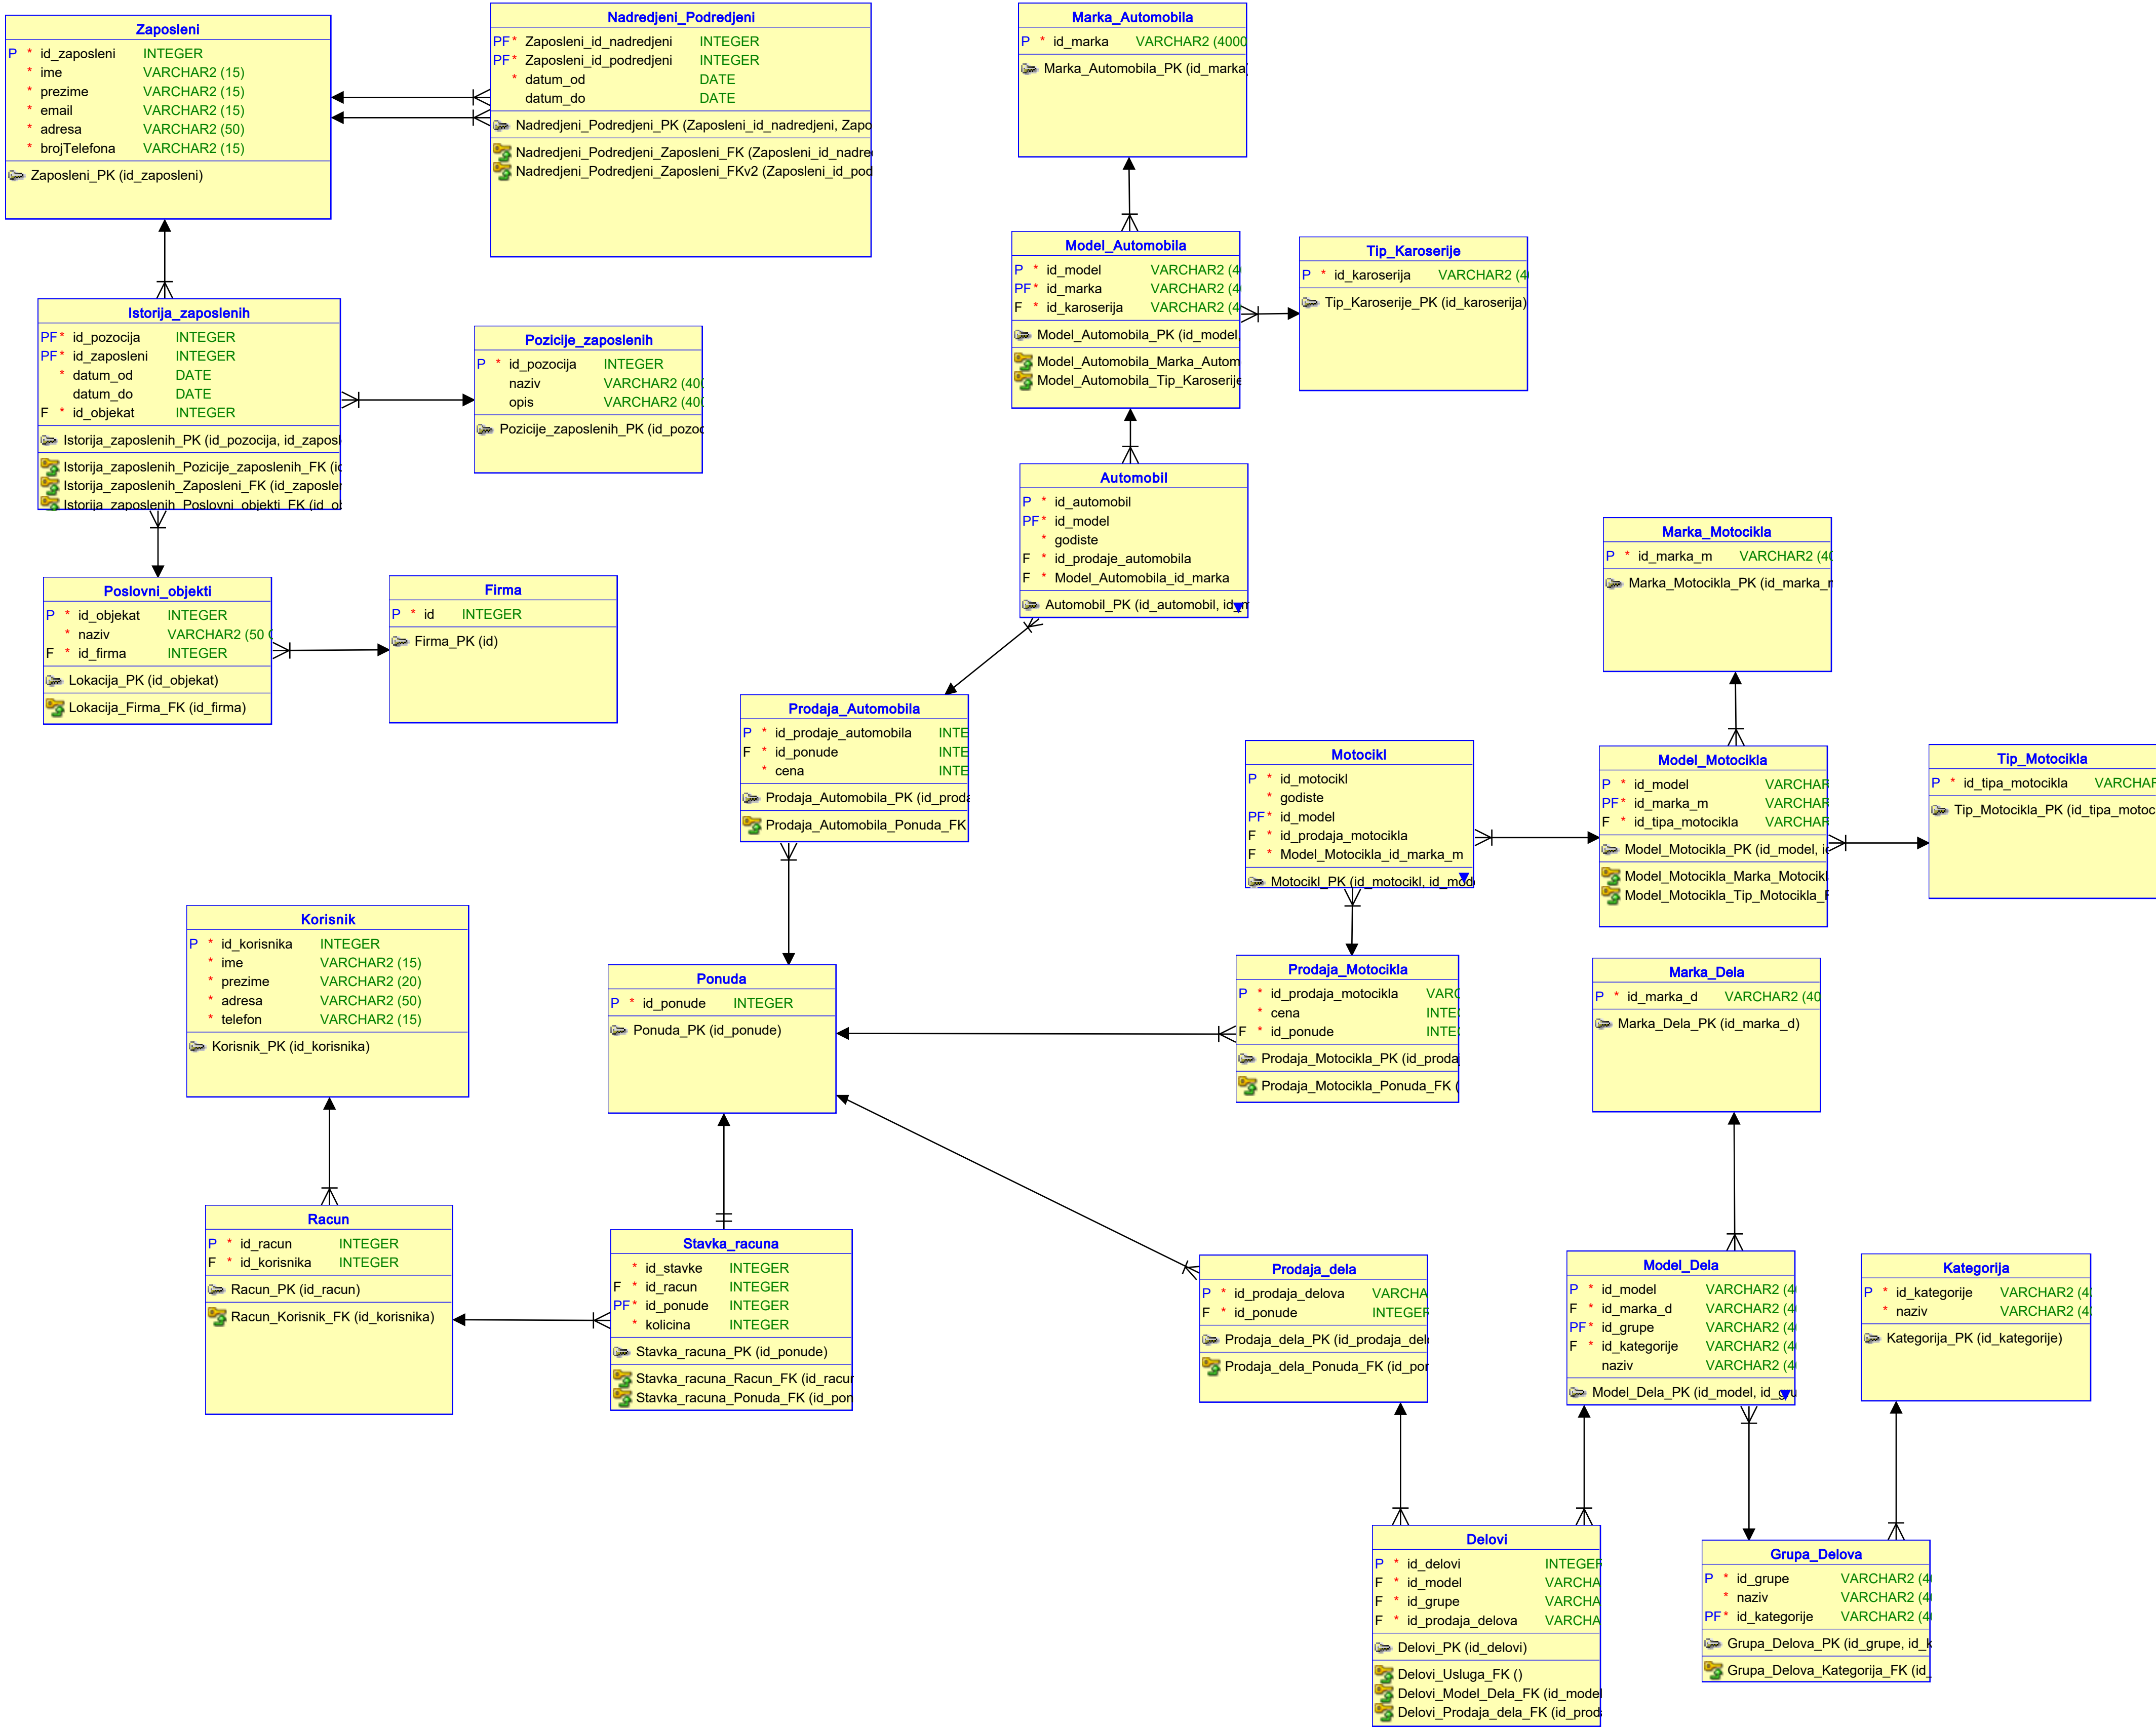 Zaposleni
P * id_zaposleni INTEGER
* ime VARCHAR2 (15)
* prezime VARCHAR2 (15)
* email VARCHAR2 (15)
* adresa VARCHAR2 (50)
* brojTelefona VARCHAR2 (15)
Zaposleni_PK (id_zaposleni)
Nadredjeni_Podredjeni
PF * Zaposleni_id_nadredjeni INTEGER
PF * Zaposleni_id_podredjeni INTEGER
* datum_od DATE
datum_do DATE
Nadredjeni_Podredjeni_PK (Zaposleni_id_nadredjeni, Zapo
Nadredjeni_Podredjeni_Zaposleni_FK (Zaposleni_id_nadre
Nadredjeni_Podredjeni_Zaposleni_FKv2 (Zaposleni_id_pod
Marka_Automobila
P * id_marka VARCHAR2 (4000
Marka_Automobila_PK (id_marka
Model_Automobila
P * id_model VARCHAR2 (4
PF * id_marka VARCHAR2 (4
F * id_karoserija VARCHAR2 (4
Model_Automobila_PK (id_model,
Model_Automobila_Marka_Autom
Model_Automobila_Tip_Karoserije
Tip_Karoserije
P * id_karoserija VARCHAR2 (4
Tip_Karoserije_PK (id_karoserija)
Istorija_zaposlenih
PF * id_pozocija INTEGER
PF * id_zaposleni INTEGER
* datum_od DATE
datum_do DATE
F * id_objekat INTEGER
Istorija_zaposlenih_PK (id_pozocija, id_zaposl
Istorija_zaposlenih_Pozicije_zaposlenih_FK (ic
Istorija_zaposlenih_Zaposleni_FK (id_zaposle
Istorija_zaposlenih_Poslovni_objekti_FK (id_o
Pozicije_zaposlenih
P * id_pozocija INTEGER
naziv VARCHAR2 (400
opis VARCHAR2 (400
Pozicije_zaposlenih_PK (id_pozoc
Automobil
P * id_automobil
PF * id_model
* godiste
F * id_prodaje_automobila
F * Model_Automobila_id_marka
Automobil_PK (id_automobil, id_m
Marka_Motocikla
P * id_marka_m VARCHAR2 (40
Marka_Motocikla_PK (id_marka_r
Poslovni_objekti
P * id_objekat INTEGER
* naziv VARCHAR2 (50
F * id_firma INTEGER
Lokacija_PK (id_objekat)
Lokacija_Firma_FK (id_firma)
Firma
P * id INTEGER
Firma_PK (id)
Prodaja_Automobila
P * id_prodaje_automobila INTE
F * id_ponude INTE
* cena INTE
Prodaja_Automobila_PK (id_proda
Prodaja_Automobila_Ponuda_FK
Motocikl
P * id_motocikl
* godiste
PF * id_model
F * id_prodaja_motocikla
F * Model_Motocikla_id_marka_m
Motocikl_PK (id_motocikl, id_mode
Model_Motocikla
P * id_model VARCHAR
PF * id_marka_m VARCHAR
F * id_tipa_motocikla VARCHAR
Model_Motocikla_PK (id_model, id
Model_Motocikla_Marka_Motocikl
Model_Motocikla_Tip_Motocikla_F
Tip_Motocikla
P * id_tipa_motocikla VARCHAR
Tip_Motocikla_PK (id_tipa_motoc
Korisnik
P * id_korisnika INTEGER
* ime VARCHAR2 (15)
* prezime VARCHAR2 (20)
* adresa VARCHAR2 (50)
* telefon VARCHAR2 (15)
Korisnik_PK (id_korisnika)
Ponuda
P * id_ponude INTEGER
Ponuda_PK (id_ponude)
Prodaja_Motocikla
P * id_prodaja_motocikla VARC
* cena INTE
F * id_ponude INTE
Prodaja_Motocikla_PK (id_prodaj
Prodaja_Motocikla_Ponuda_FK (
Marka_Dela
P * id_marka_d VARCHAR2 (40
Marka_Dela_PK (id_marka_d)
Racun
P * id_racun INTEGER
F * id_korisnika INTEGER
Racun_PK (id_racun)
Racun_Korisnik_FK (id_korisnika)
Stavka_racuna
* id_stavke INTEGER
F * id_racun INTEGER
PF * id_ponude INTEGER
* kolicina INTEGER
Stavka_racuna_PK (id_ponude)
Stavka_racuna_Racun_FK (id_racur
Stavka_racuna_Ponuda_FK (id_pon
Prodaja_dela
P * id_prodaja_delova VARCHA
F * id_ponude INTEGER
Prodaja_dela_PK (id_prodaja_delo
Prodaja_dela_Ponuda_FK (id_por
Model_Dela
P * id_model VARCHAR2 (4
F * id_marka_d VARCHAR2 (4
PF * id_grupe VARCHAR2 (4
F * id_kategorije VARCHAR2 (4
naziv VARCHAR2 (4
Model_Dela_PK (id_model, id_gru
Kategorija
P * id_kategorije VARCHAR2 (4
* naziv VARCHAR2 (4
Kategorija_PK (id_kategorije)
Delovi
P * id_delovi INTEGER
F * id_model VARCHA
F * id_grupe VARCHA
F * id_prodaja_delova VARCHA
Delovi_PK (id_delovi)
Delovi_Usluga_FK ()
Delovi_Model_Dela_FK (id_model
Delovi_Prodaja_dela_FK (id_prod
Grupa_Delova
P * id_grupe VARCHAR2 (4
* naziv VARCHAR2 (4
PF * id_kategorije VARCHAR2 (4
Grupa_Delova_PK (id_grupe, id_k
Grupa_Delova_Kategorija_FK (id_